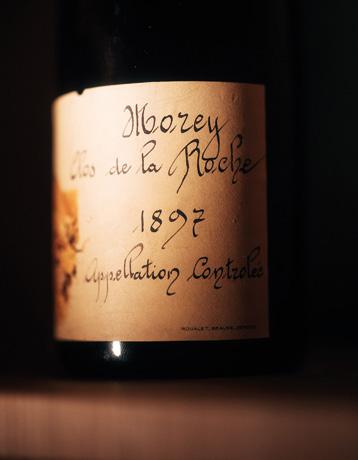 Morey
Clos de la Roche
1897
Appellation Controlée